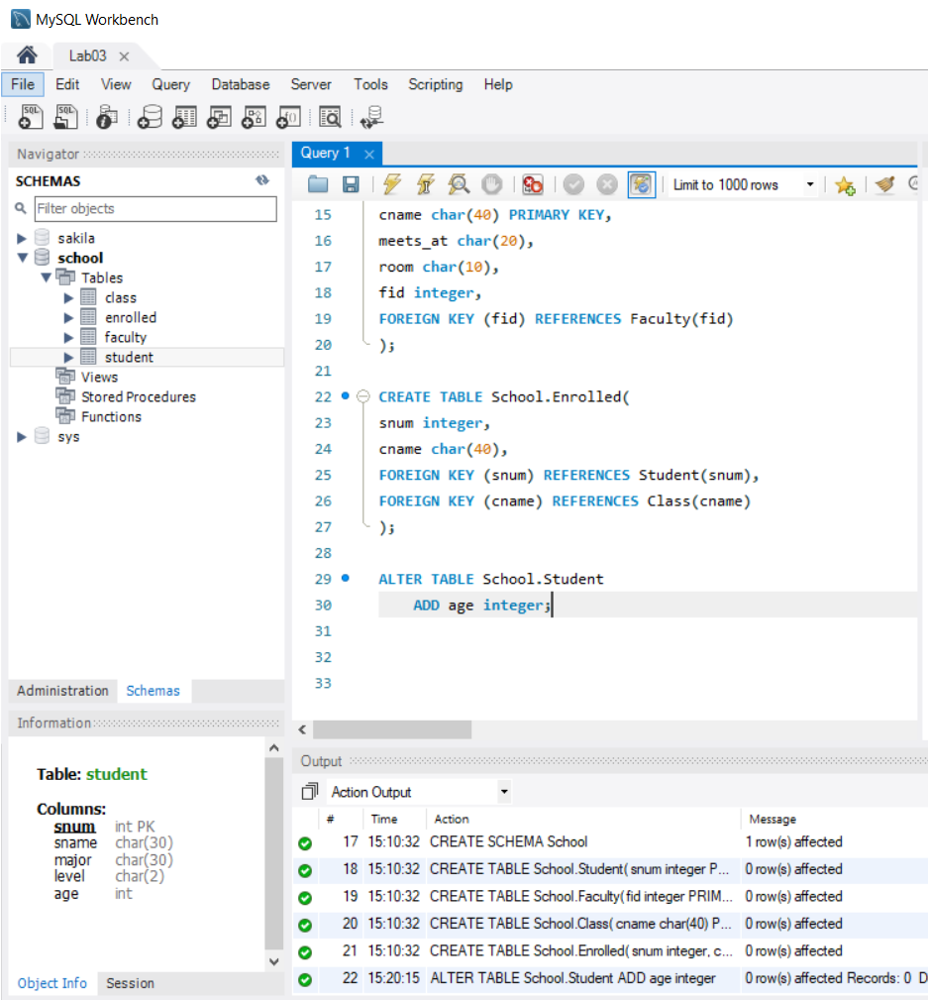 MySQL Workbench
Lab03
File Edit View Query Database Server Tools Scripting Help
Navigator
SCHEMAS
Filter objects
sakila
school
Tables
class
enrolled
faculty
student
Views
Stored Procedures
Functions
sys
Administration Schemas
Information
Table: student
Columns:
snum int PK
sname char(30)
major char(30)
level char(2)
age int
Object Info Session
Query 1
Limit to 1000 rows
15 cname char(40) PRIMARY KEY,
16 meets_at char(20),
17 room char(10),
18 fid integer,
19 FOREIGN KEY (fid) REFERENCES Faculty(fid)
20 );
21
22 CREATE TABLE School.Enrolled(
23 snum integer,
24 cname char(40),
25 FOREIGN KEY (snum) REFERENCES Student(snum),
26 FOREIGN KEY (cname) REFERENCES Class(cname)
27 );
28
29 ALTER TABLE School.Student
30 ADD age integer;
31
32
33
Output
Action Output
# Time Action Message
17 15:10:32 CREATE SCHEMA School 1 row(s) affected
18 15:10:32 CREATE TABLE School.Student( snum integer P... 0 row(s) affected
19 15:10:32 CREATE TABLE School.Faculty( fid integer PRIM... 0 row(s) affected
20 15:10:32 CREATE TABLE School.Class( cname char(40) P... 0 row(s) affected
21 15:10:32 CREATE TABLE School.Enrolled( snum integer, c... 0 row(s) affected
22 15:20:15 ALTER TABLE School.Student ADD age integer 0 row(s) affected Records: 0 D